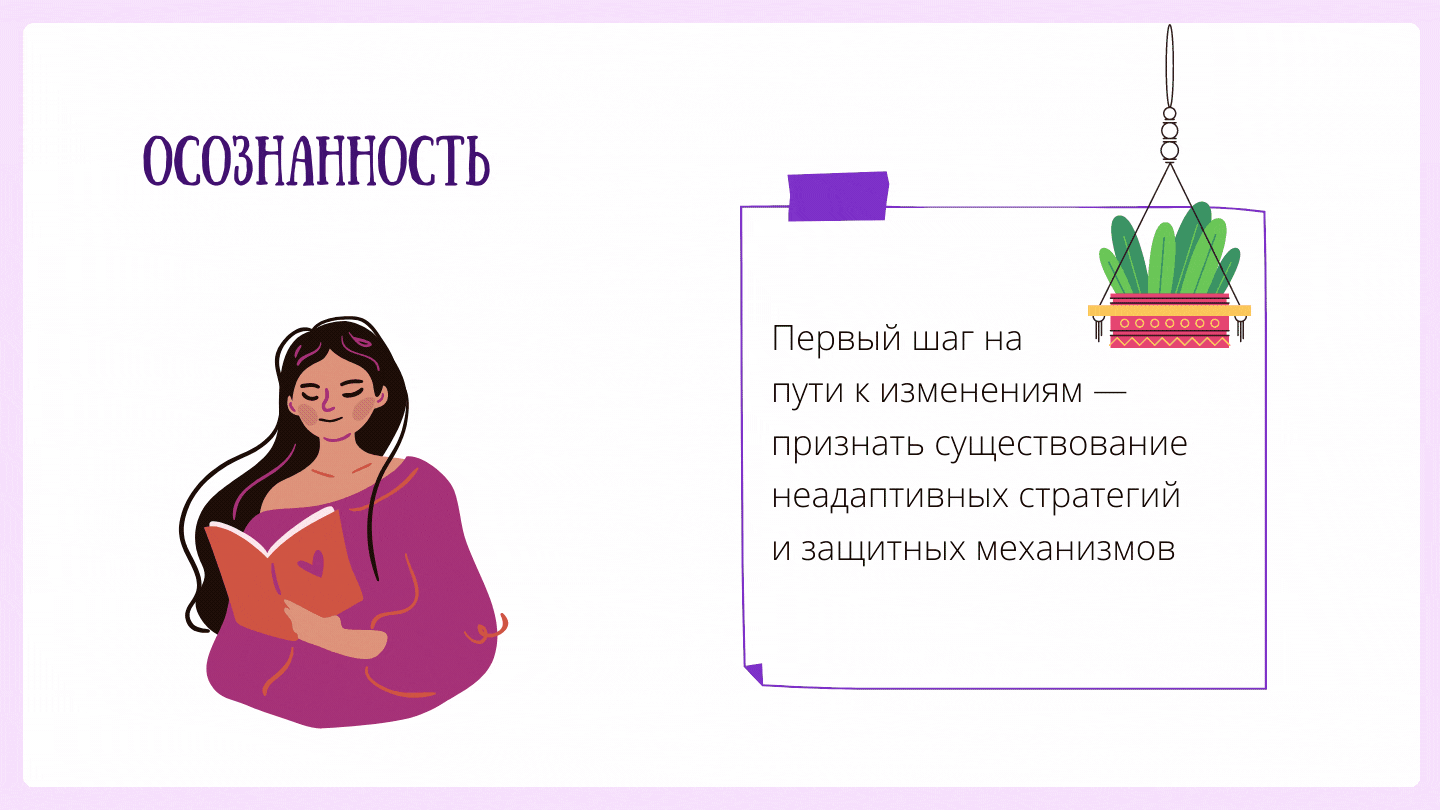 ОСОЗНАННОСТЬ
Первый шаг на
пути к изменениям —
признать существование
неадаптивных стратегий
и защитных механизмов